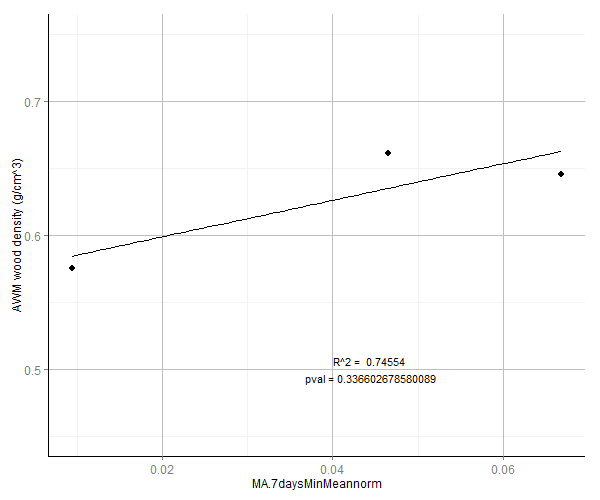 0.7
0.6
0.5
AWM wood density (g/cm^3)
R^2 = 0.74554
pval = 0.336602678580089
0.02 0.04 0.06
MA.7daysMinMeannorm